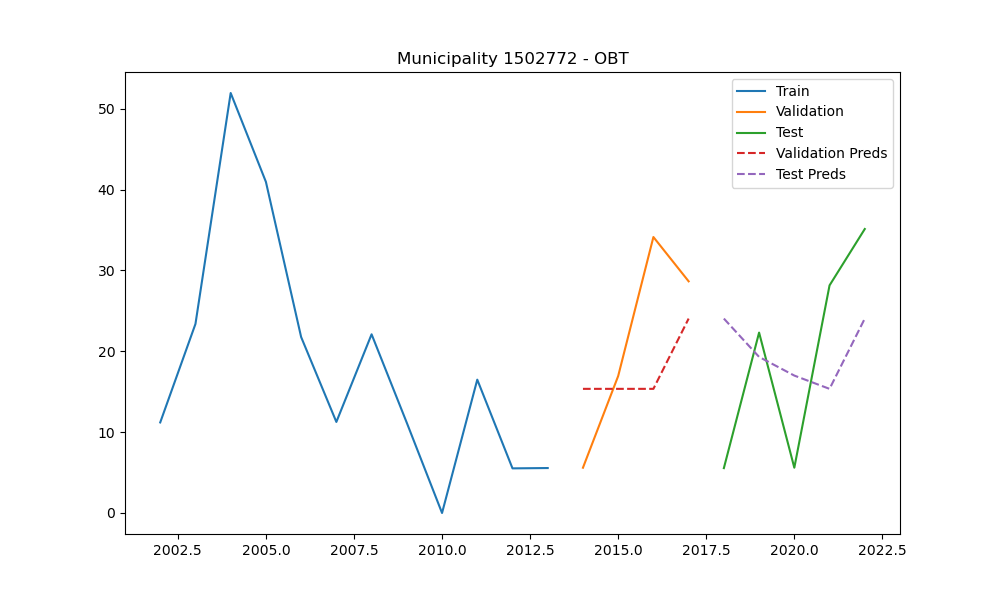 Municipality 1502772 - OBT
Train
Validation
Test
Validation Preds
Test Preds
50
40
30
20
10
0
2002.5 2005.0 2007.5 2010.0 2012.5 2015.0 2017.5 2020.0 2022.5